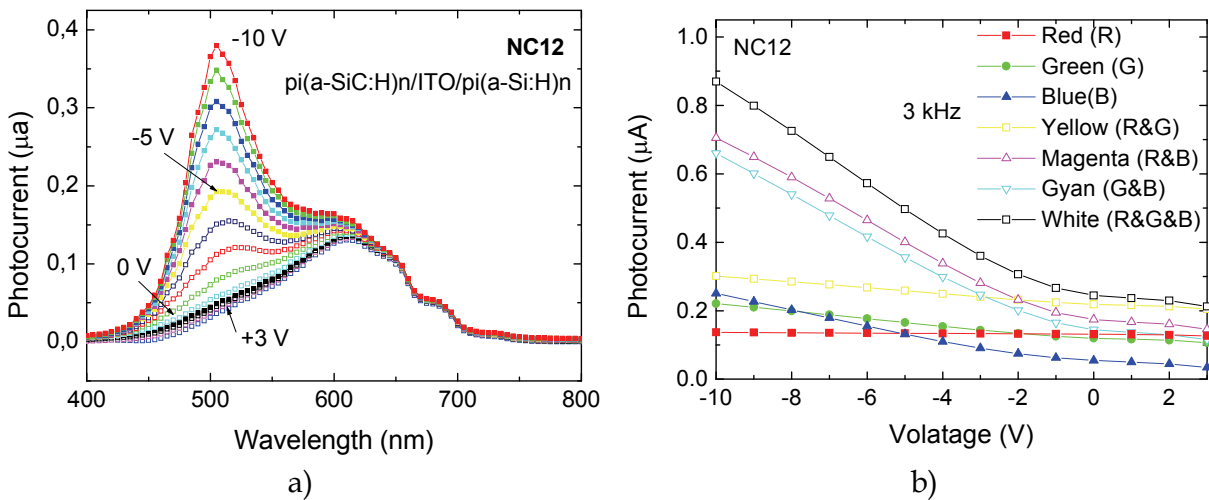 0,4
0,3
0,2
0,1
0,0
400
500
600
700
800
Photocurrent (μa)
Wavelength (nm)
-10 V
NC12
pi(a-SiC:H)n/ITO/pi(a-Si:H)n
-5 V
0 V
+3 V
a)
1.0
0.8
0.6
0.4
0.2
0.0
-10
-8
-6
-4
-2
0
2
Photocurrent (μA)
Volatage (V)
NC12
3 kHz
Red (R)
Green (G)
Blue(B)
Yellow (R&G)
Magenta (R&B)
Gyan (G&B)
White (R&G&B)
b)